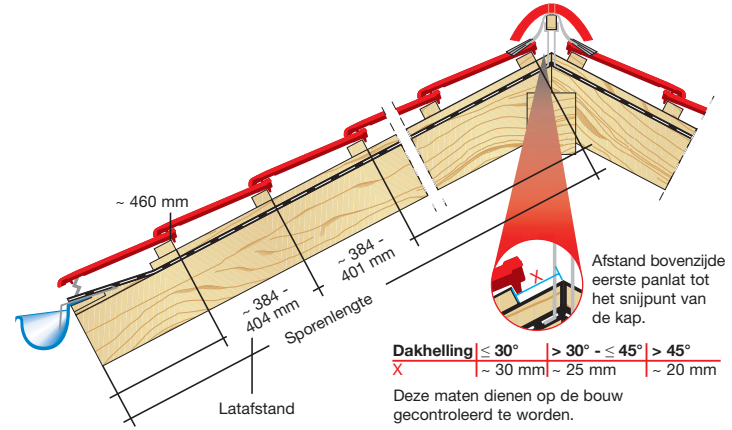 ~ 460 mm
~ 384 -
401 mm
~ 384 -
404 mm
Sporenlengte
Latafstand
X
Afstand bovenzijde
eerste panlat tot
het snijpunt van
de kap.
Dakhelling ≤ 30° > 30° - ≤ 45° > 45°
X ~ 30 mm ~ 25 mm ~ 20 mm
Deze maten dienen op de bouw
gecontroleerd te worden.